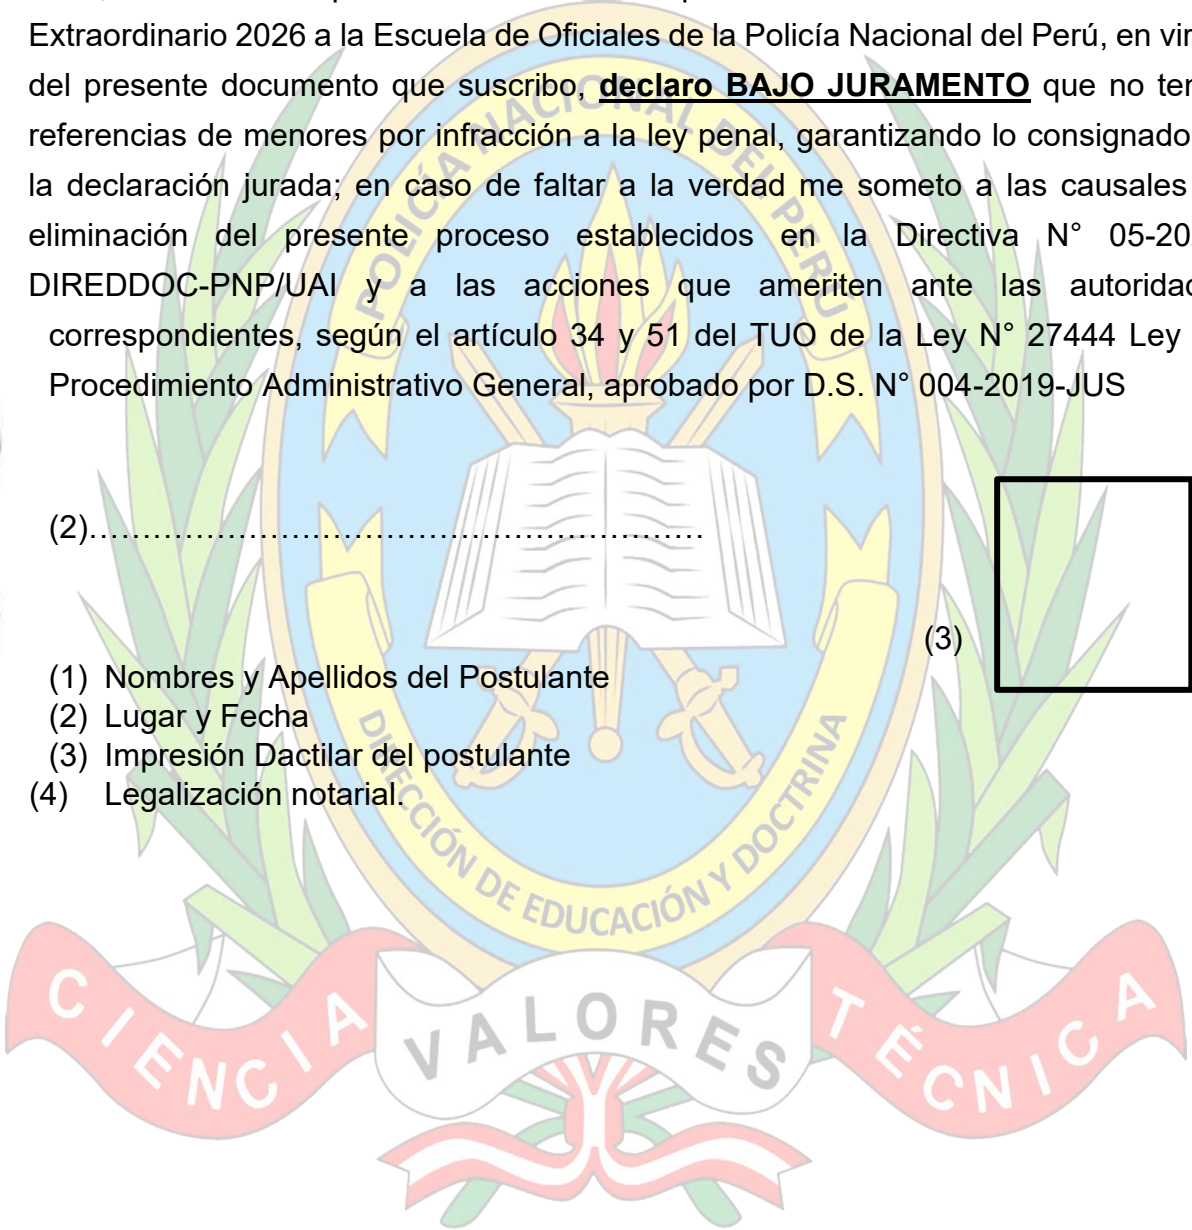 Extraordinario 2026 a la Escuela de Oficiales de la Policía Nacional del Perú, en
del presente documento que suscribo, declaro BAJO JURAMENTO que no
referencias de menores por infracción a la ley penal, garantizando lo consignado
la declaración jurada; en caso de faltar a la verdad me someto a las causales
eliminación del presente proceso establecidos en la Directiva N° 05-
DIREDDOC-PNP/UAI y a las acciones que ameriten ante las
correspondientes, según el artículo 34 y 51 del TUO de la Ley N° 27444 Ley
Procedimiento Administrativo General, aprobado por D.S. N° 004-2019-JUS
(2)……………………………………………………
(3)
(1) Nombres y Apellidos del Postulante
(2) Lugar y Fecha
(3) Impresión Dactilar del postulante
(4) Legalización notarial.
POLICÍA NACIONAL DEL PERÚ
DIRECCIÓN DE EDUCACIÓN Y DOCTRINA
CIENCIA VALORES TÉCNICA